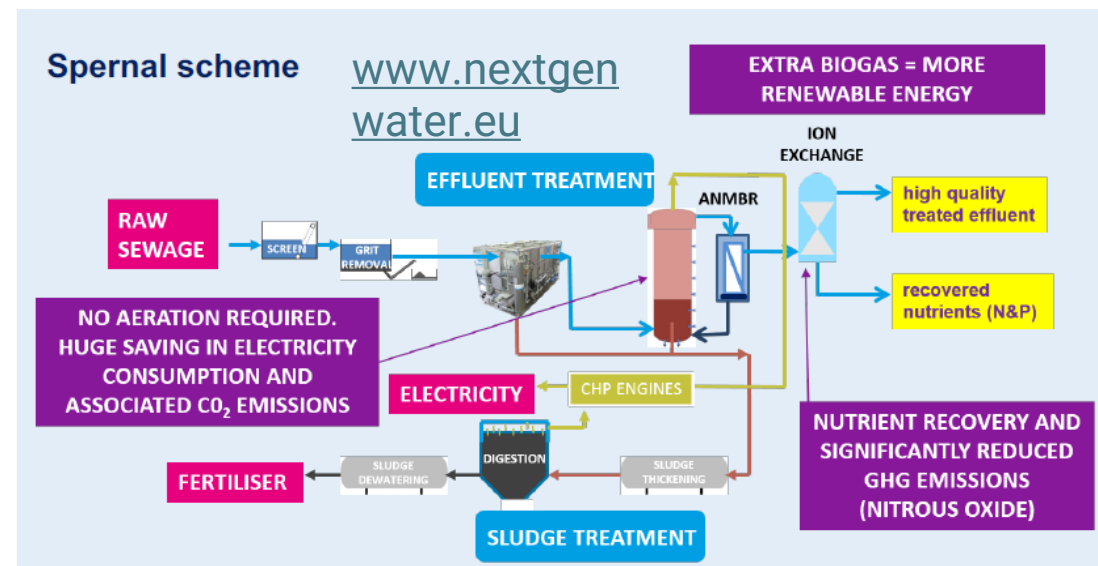 Spernal scheme
www.nextgen
water.eu
EXTRA BIOGAS = MORE
RENEWABLE ENERGY
ION
EXCHANGE
EFFLUENT TREATMENT
ANMBR
high quality
treated effluent
RAW
SEWAGE
SCREEN
GRIT
REMOVAL
recovered
nutrients (N&P)
NO AERATION REQUIRED.
HUGE SAVING IN ELECTRICITY
CONSUMPTION AND
ASSOCIATED C0₂ EMISSIONS
ELECTRICITY
CHP ENGINES
NUTRIENT RECOVERY AND
SIGNIFICANTLY REDUCED
GHG EMISSIONS
(NITROUS OXIDE)
FERTILISER
SLUDGE
DEWATERING
DIGESTION
SLUDGE
THICKENING
SLUDGE TREATMENT